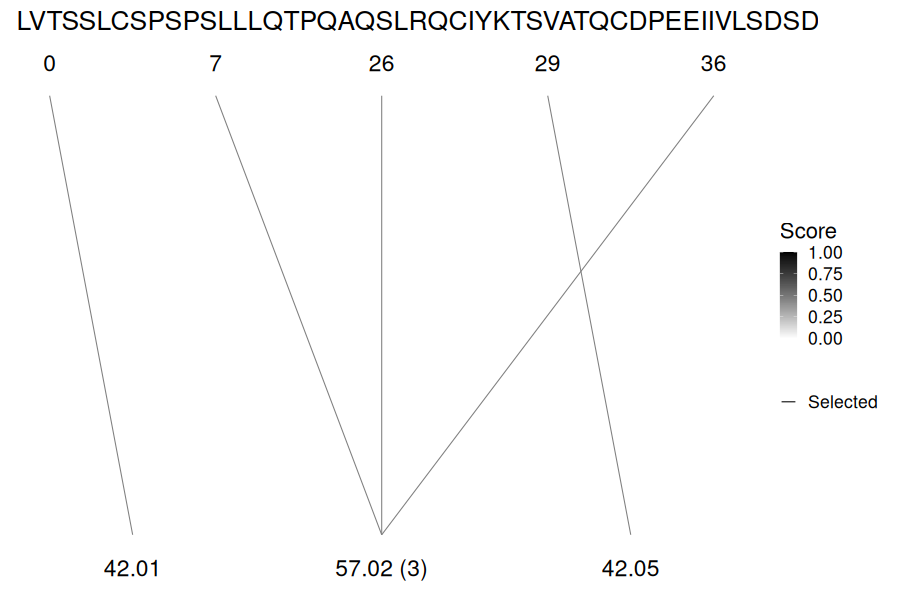 LVTSSLCSPSPSLLLQTPQAQSLRQCIYKTSVATQCDPEEIIVLSDSD
0 7 26 29 36
Score
1.00
0.75
0.50
0.25
0.00
Selected
42.01 57.02 (3) 42.05